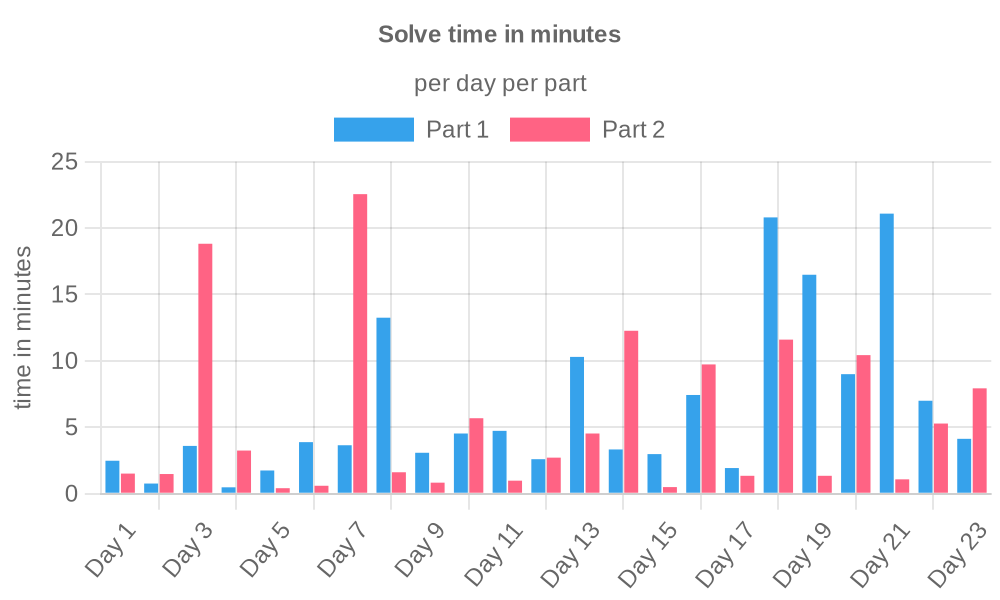 Solve time in minutes
per day per part
Part 1 Part 2
time in minutes
25
20
15
10
5
0
Day 1 Day 3 Day 5 Day 7 Day 9 Day 11 Day 13 Day 15 Day 17 Day 19 Day 21 Day 23